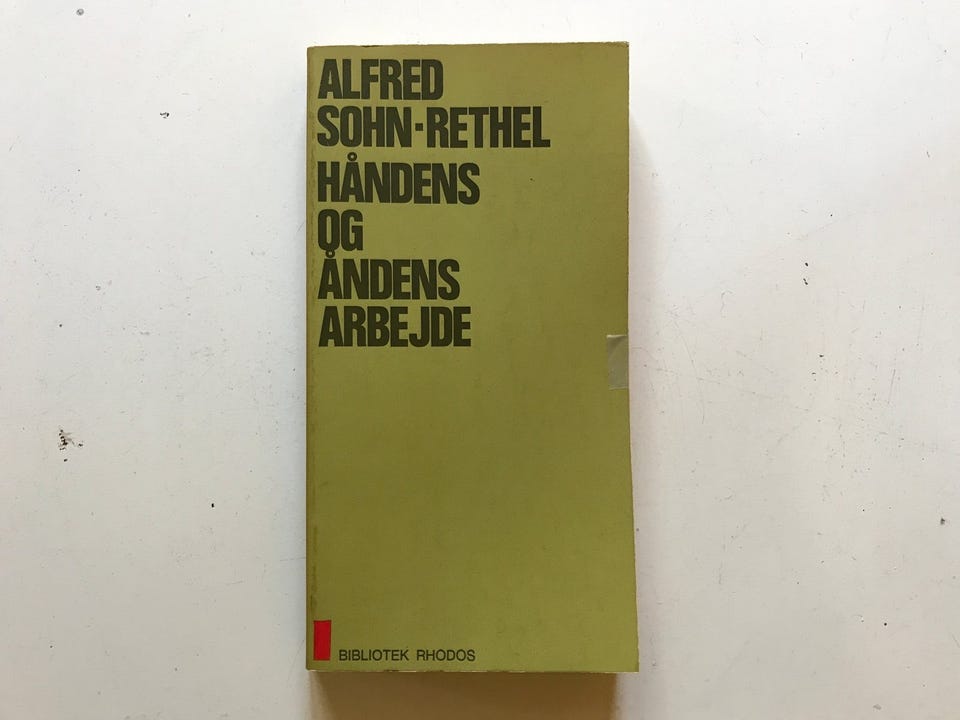 ALFRED
SOHN-RETHEL
HÅNDENS
OG
ÅNDENS
ARBEJDE
BIBLIOTEK RHODOS